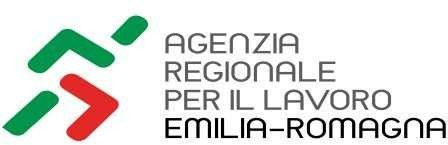 AGENZIA
REGIONALE
PER IL LAVORO
EMILIA-ROMAGNA